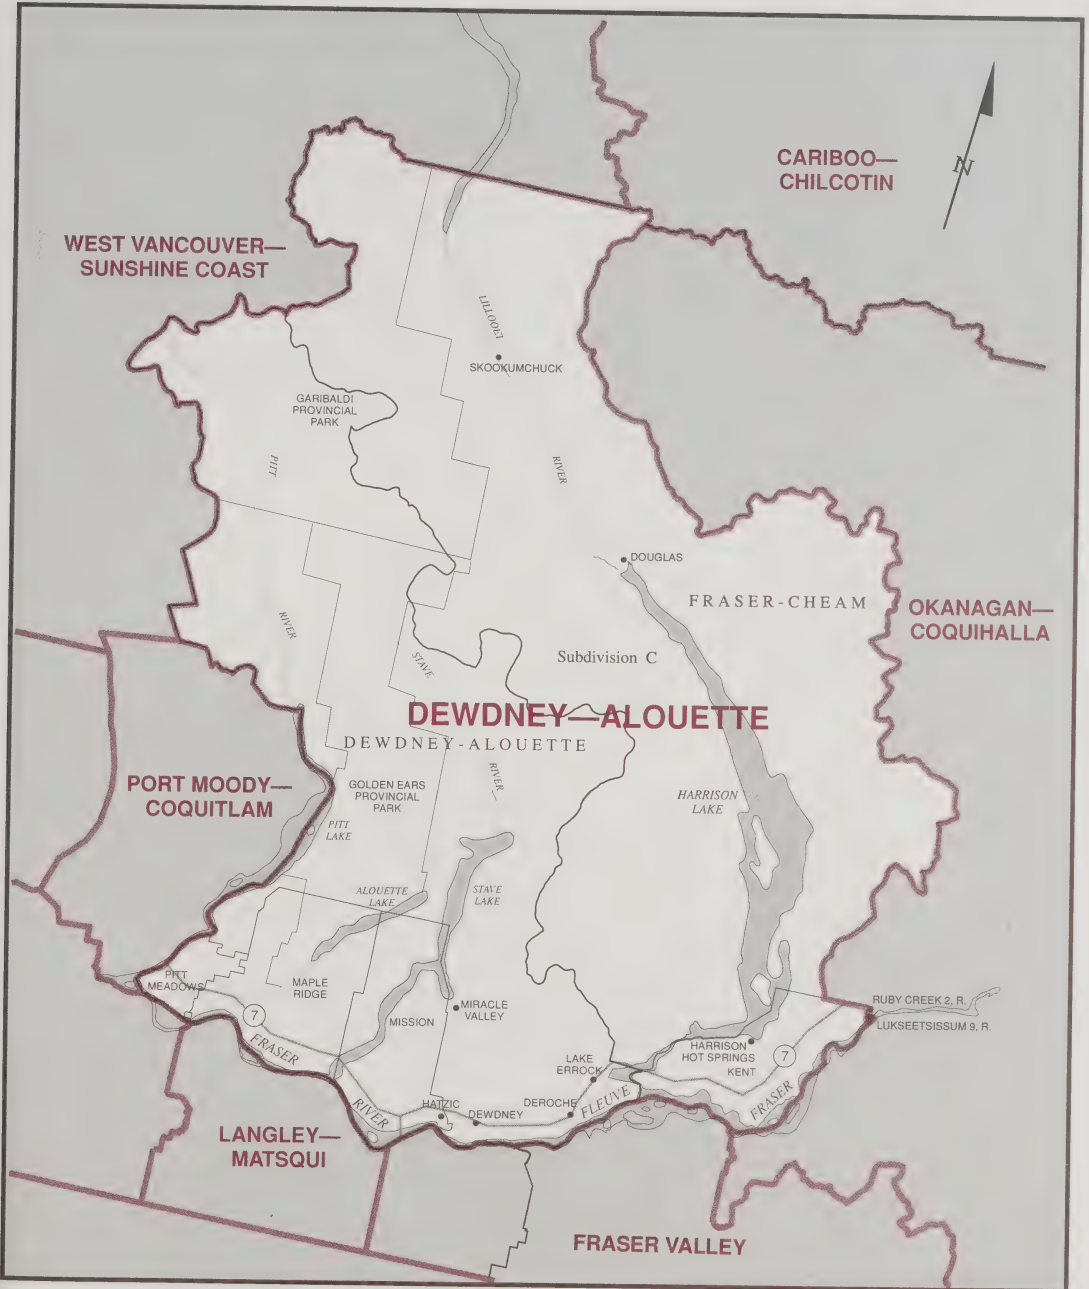 CARIBOO—
CHILCOTIN
N
WEST VANCOUVER—
SUNSHINE COAST
LILLOOET
SKOOKUMCHUCK
GARIBALDI
PROVINCIAL
PARK
PITT
RIVER
DOUGLAS
FRASER-CHEAM
OKANAGAN—
COQUIHALLA
RIVER
STAVE
Subdivision C
DEWDNEY—ALOUETTE
DEWDNEY-ALOUETTE
RIVER
PORT MOODY—
COQUITLAM
GOLDEN EARS
PROVINCIAL
PARK
HARRISON
LAKE
PITT
LAKE
ALOUETTE
LAKE
STAVE
LAKE
PITT
MEADOWS
MAPLE
RIDGE
MIRACLE
VALLEY
MISSION
RUBY CREEK 2, R.
LUKSEETSISSUM 9, R.
7
FRASER
HARRISON
HOT SPRINGS
KENT
7
LAKE
ERROCK
RIVER
HATZIC
DEWDNEY
DEROCHE
FLEUVE
FRASER
LANGLEY—
MATSQUI
FRASER VALLEY